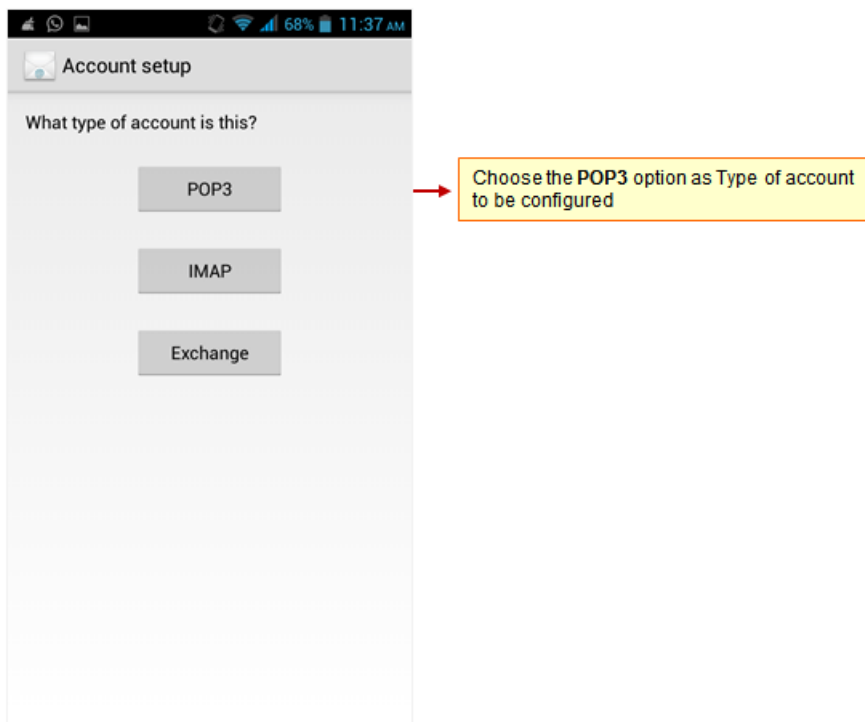 68% 11:37 AM
Account setup
What type of account is this?
POP3
Choose the POP3 option as Type of account
to be configured
IMAP
Exchange